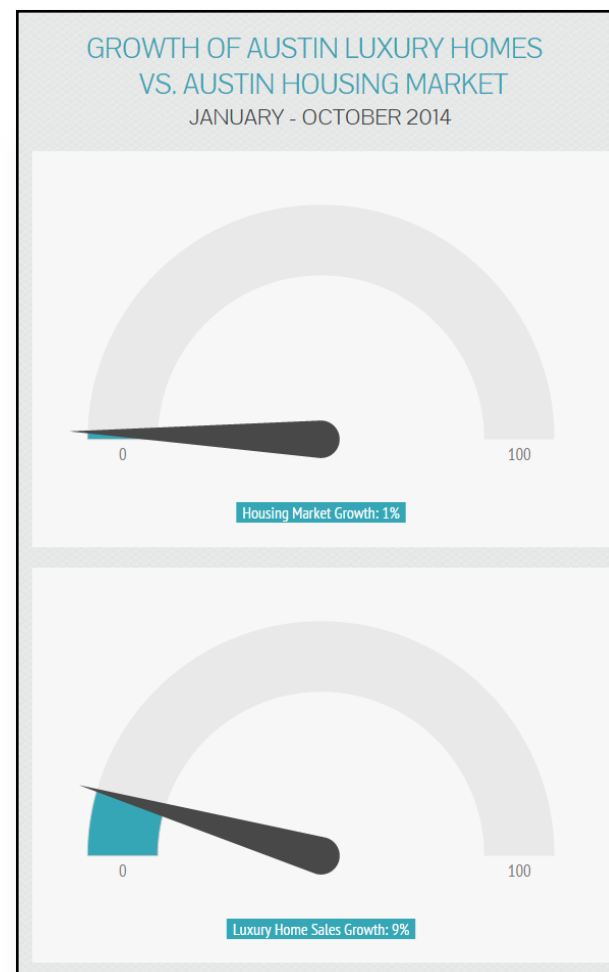 GROWTH OF AUSTIN LUXURY HOMES
VS. AUSTIN HOUSING MARKET
JANUARY - OCTOBER 2014
0
100
Housing Market Growth: 1%
0
100
Luxury Home Sales Growth: 9%